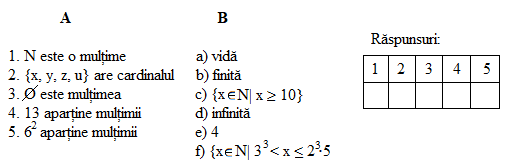 A B
Răspunsuri:
1. N este o mulțime a) vidă
2. {x, y, z, u} are cardinalul b) finită
3. Ø este mulțimea c) {x∈N| x ≥ 10}
4. 13 aparține mulțimii d) infinită
5. 6² aparține mulțimii e) 4
f) {x∈N| 3³ < x ≤ 2³·5
1 2 3 4 5